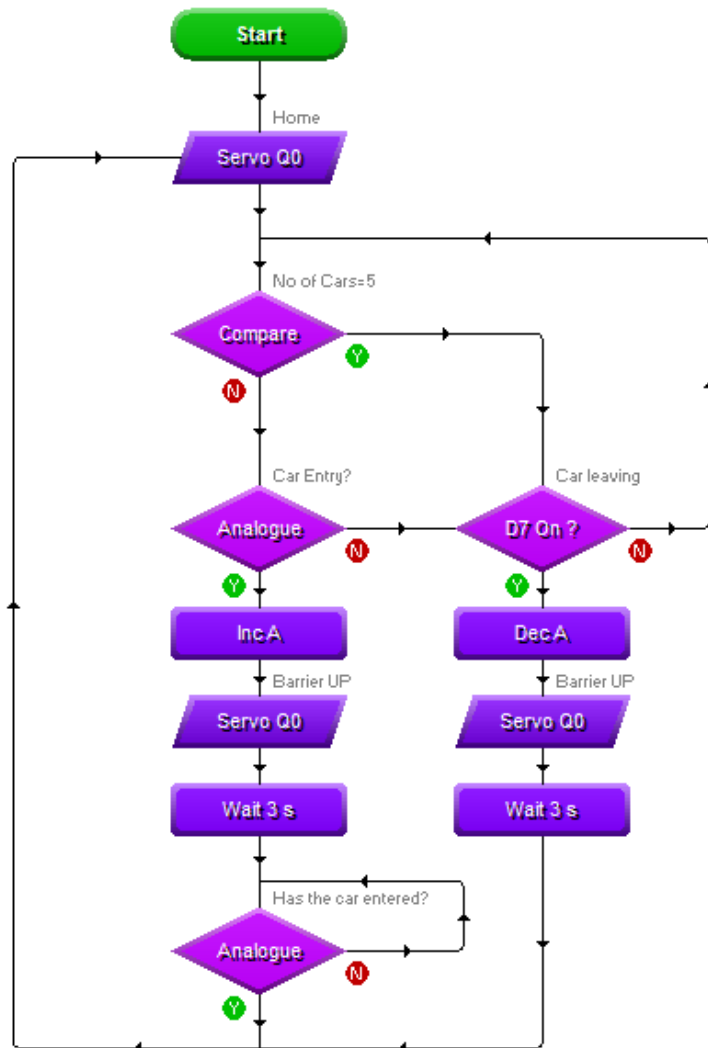 Start
Home
Servo Q0
No of Cars=5
Compare
Y
N
Car Entry?
Car leaving
Analogue
D7 On ?
N
N
Y
Y
Inc A
Dec A
Barrier UP
Barrier UP
Servo Q0
Servo Q0
Wait 3 s
Wait 3 s
Has the car entered?
Analogue
N
Y